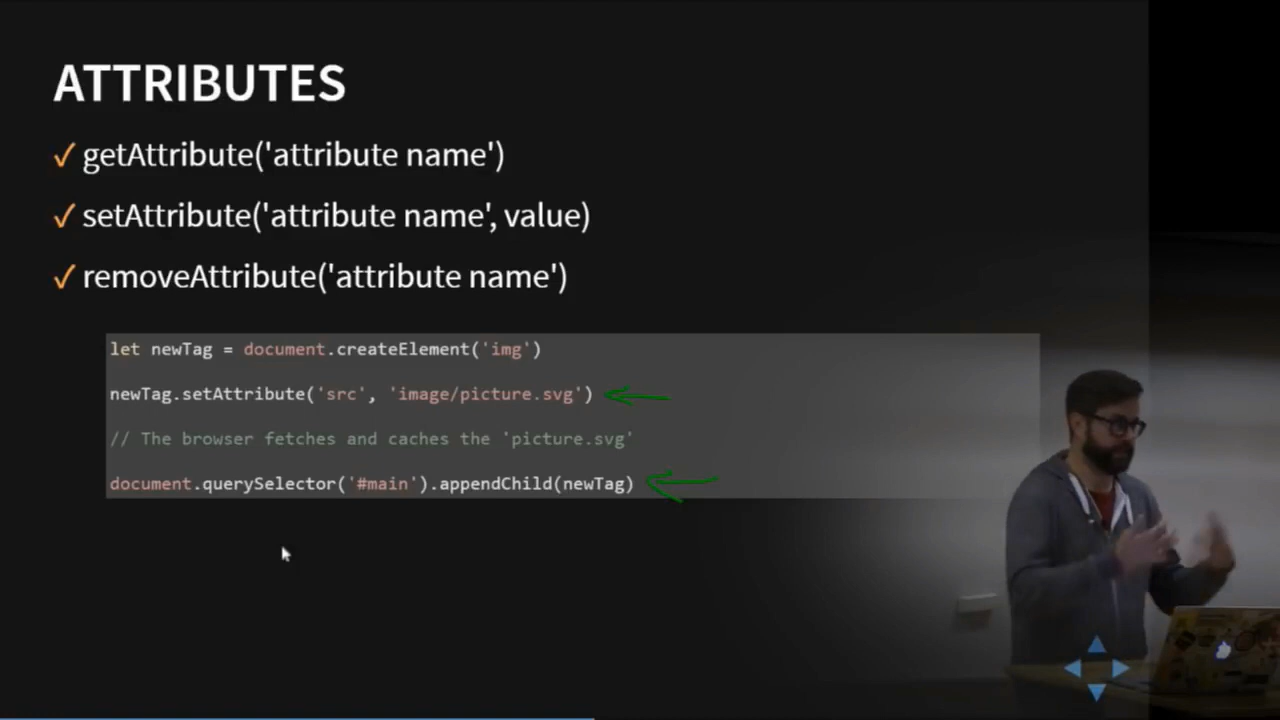 ATTRIBUTES
✓ getAttribute('attribute name')
✓ setAttribute('attribute name', value)
✓ removeAttribute('attribute name')
let newTag = document.createElement('img')
newTag.setAttribute('src', 'image/picture.svg')
// The browser fetches and caches the 'picture.svg'
document.querySelector('#main').appendChild(newTag)